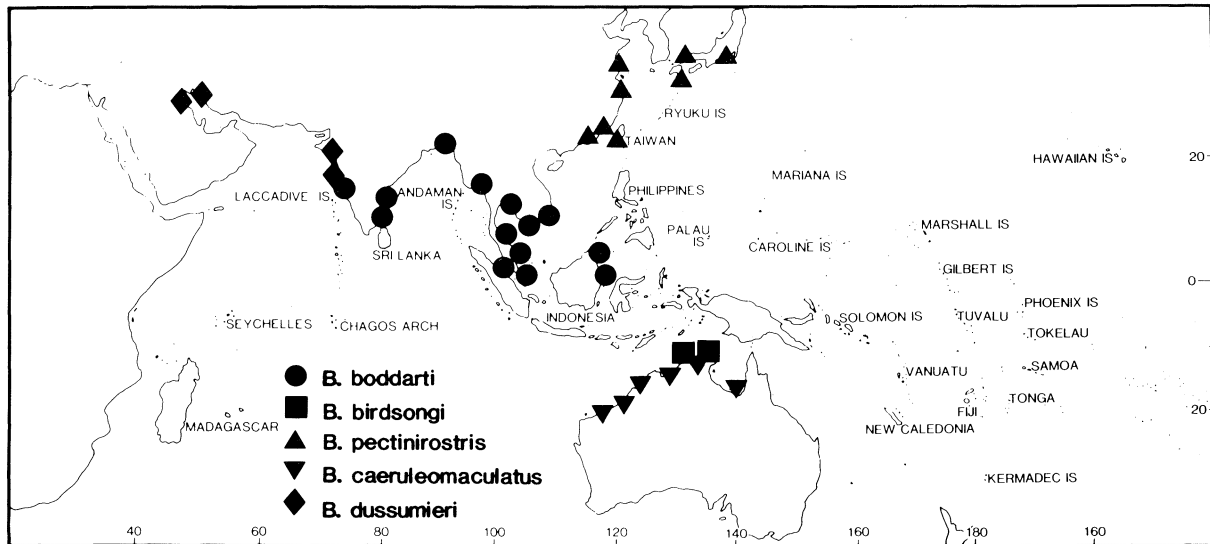 RYUKU IS
TAIWAN
HAWAIIAN IS
20
MARIANA IS
LACCADIVE IS
ANDAMAN
IS
PHILIPPINES
MARSHALL IS
PALAU
IS
CAROLINE IS
SRI LANKA
GILBERT IS
0
PHOENIX IS
SEYCHELLES
CHAGOS ARCH
INDONESIA
SOLOMON IS
TUVALU
TOKELAU
VANUATU
SAMOA
B. boddarti
B. birdsongi
B. pectinirostris
B. caeruleomaculatus
B. dussumieri
TONGA
FIJI
20
MADAGASCAR
NEW CALEDONIA
KERMADEC IS
40
60
80
100
120
140
160
180
160